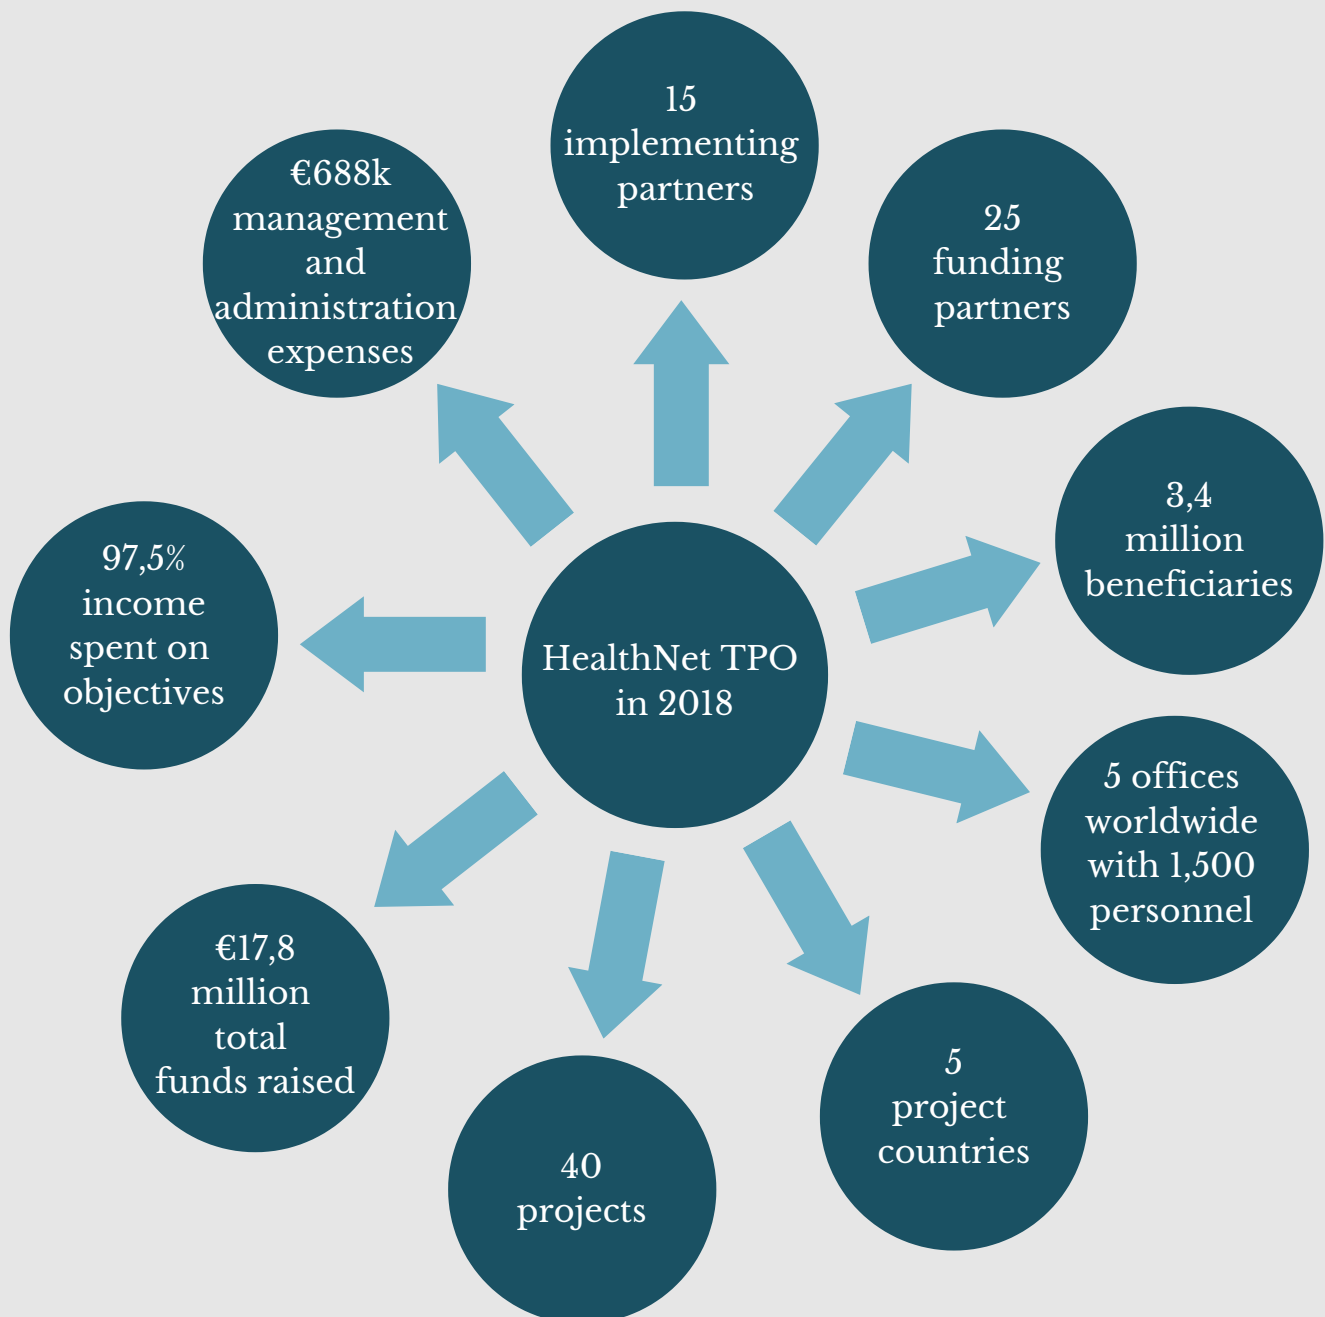 15
implementing
partners
€688k
management
and
administration
expenses
25
funding
partners
3,4
million
beneficiaries
97,5%
income
spent on
objectives
HealthNet TPO
in 2018
5 offices
worldwide
with 1,500
personnel
€17,8
million
total
funds raised
5
project
countries
40
projects